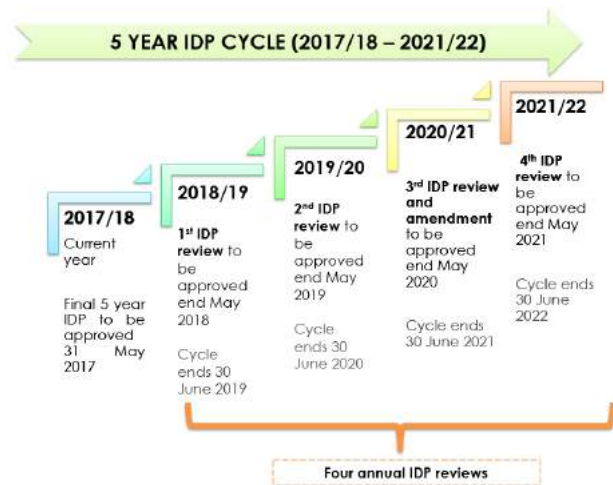 5 YEAR IDP CYCLE (2017/18 – 2021/22)
2017/18
Current
year
Final 5 year
IDP to be
approved
31 May
2017
2018/19
1st IDP
review to
be
approved
end May
2018
Cycle
ends 30
June 2019
2019/20
2nd IDP
review to
be
approved
end May
2019
Cycle
ends 30
June 2020
2020/21
3rd IDP review
and
amendment
to be
approved
end May
2020
Cycle ends
30 June 2021
2021/22
4th IDP
review to
be
approved
end May
2021
Cycle ends
30 June
2022
Four annual IDP reviews